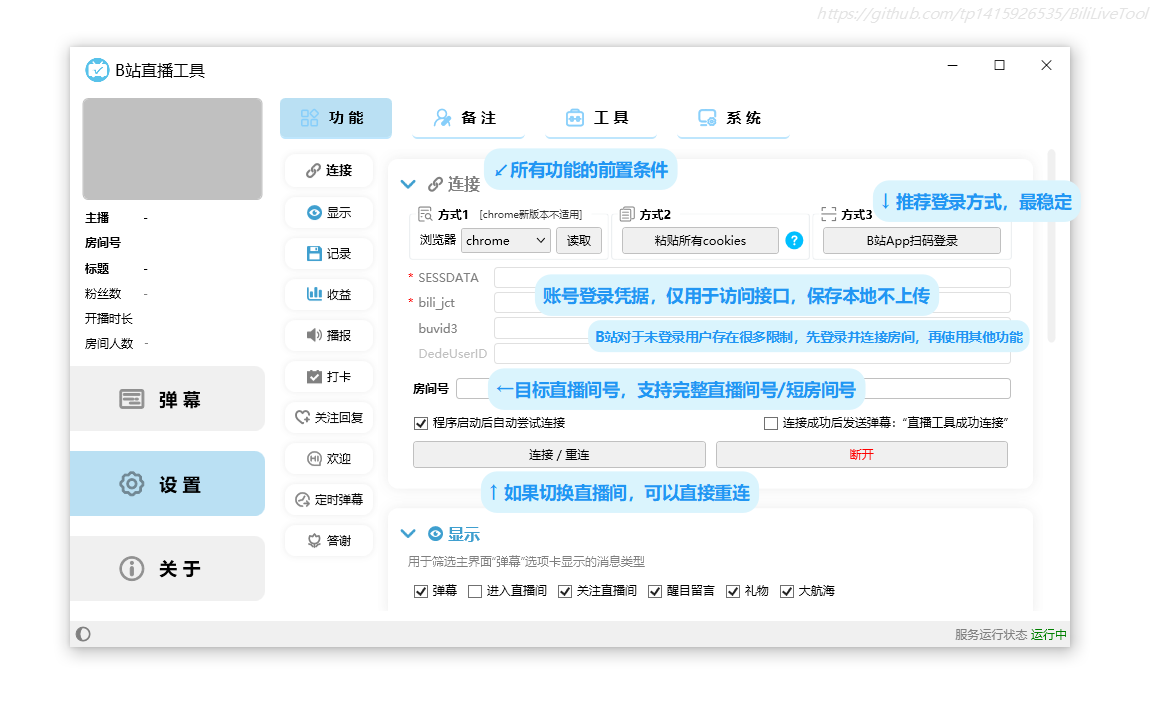 https://github.com/tp1415926535/BiliLiveTool
B站直播工具
功能
备注
工具
系统
主播 -
房间号
标题 -
粉丝数 -
开播时长
房间人数 -
弹幕
设置
关于
连接
显示
记录
收益
播报
打卡
关注回复
欢迎
定时弹幕
答谢
连接
↙所有功能的前置条件
方式1 [chrome新版本不适用]
浏览器 chrome 读取
方式2
粘贴所有cookies ?
方式3
↓推荐登录方式，最稳定
B站App扫码登录
* SESSDATA
* bili_jct
账号登录凭据，仅用于访问接口，保存本地不上传
buvid3
B站对于未登录用户存在很多限制，先登录并连接房间，再使用其他功能
DedeUserID
房间号
←目标直播间号，支持完整直播间号/短房间号
程序启动后自动尝试连接
连接成功后发送弹幕：“直播工具成功连接”
连接 / 重连
断开
↑如果切换直播间，可以直接重连
显示
用于筛选主界面“弹幕”选项卡显示的消息类型
弹幕 进入直播间 关注直播间 醒目留言 礼物 大航海
服务运行状态 运行中